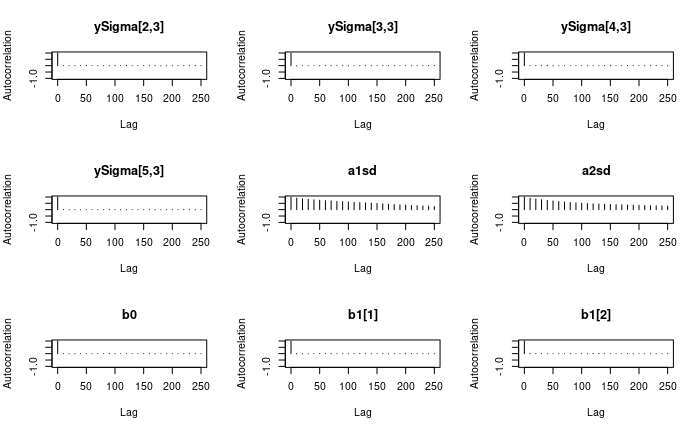 ySigma[2,3] ySigma[3,3] ySigma[4,3]
Autocorrelation -1.0 Autocorrelation -1.0 Autocorrelation -1.0
0 50 100 150 200 250 0 50 100 150 200 250 0 50 100 150 200 250
Lag Lag Lag
ySigma[5,3] a1sd a2sd
Autocorrelation -1.0 Autocorrelation -1.0 Autocorrelation -1.0
0 50 100 150 200 250 0 50 100 150 200 250 0 50 100 150 200 250
Lag Lag Lag
b0 b1[1] b1[2]
Autocorrelation -1.0 Autocorrelation -1.0 Autocorrelation -1.0
0 50 100 150 200 250 0 50 100 150 200 250 0 50 100 150 200 250
Lag Lag Lag